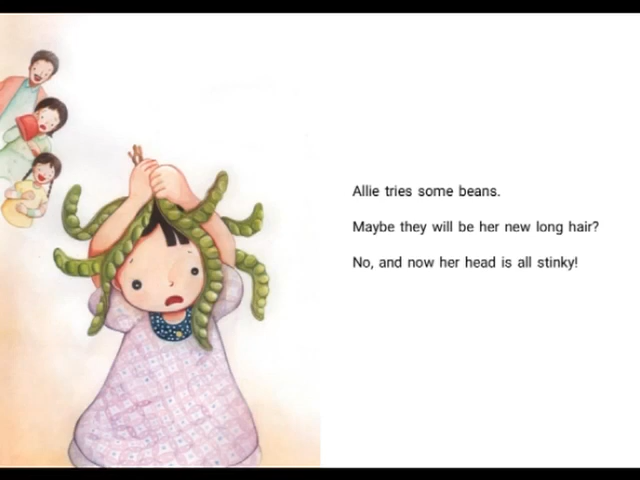 Allie tries some beans.
Maybe they will be her new long hair?
No, and now her head is all stinky!